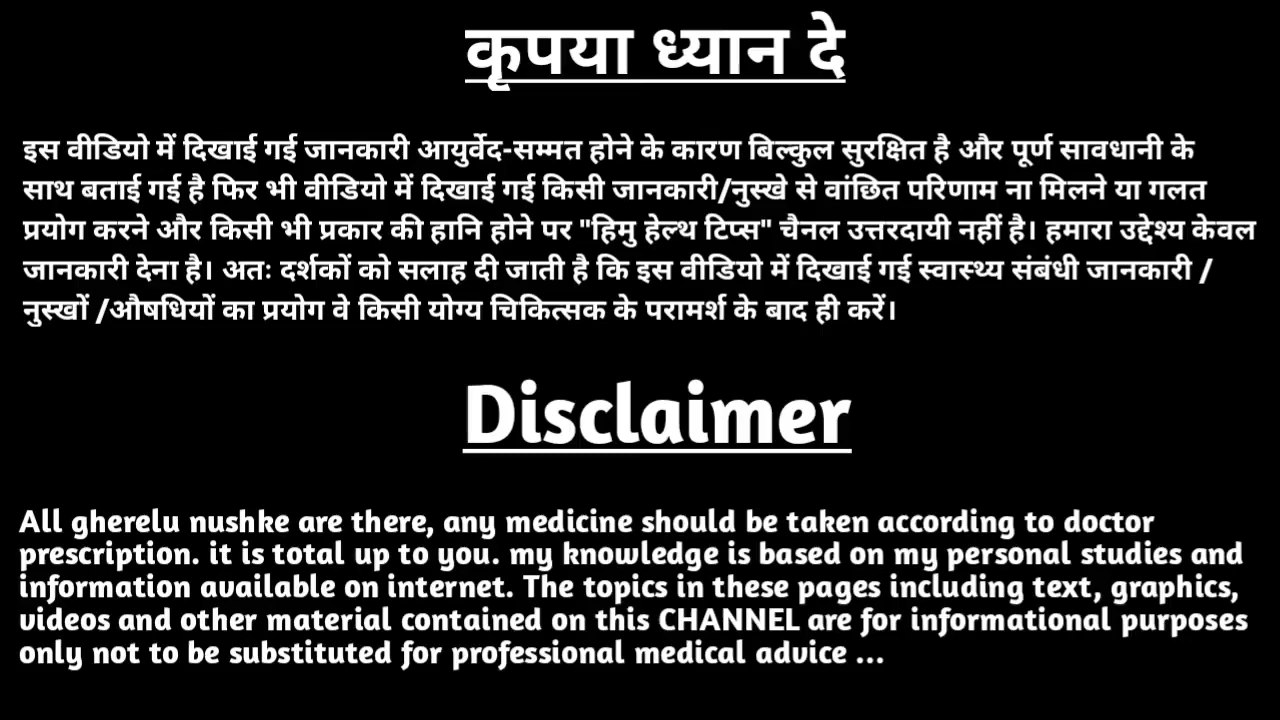 कृपया ध्यान दे
इस वीडियो में दिखाई गई जानकारी आयुर्वेद-सम्मत होने के कारण बिल्कुल सुरक्षित है और पूर्ण सावधानी के
साथ बताई गई है फिर भी वीडियो में दिखाई गई किसी जानकारी/नुस्खे से वांछित परिणाम ना मिलने या गलत
प्रयोग करने और किसी भी प्रकार की हानि होने पर "हिमु हेल्थ टिप्स" चैनल उत्तरदायी नहीं है। हमारा उद्देश्य केवल
जानकारी देना है। अतः दर्शकों को सलाह दी जाती है कि इस वीडियो में दिखाई गई स्वास्थ्य संबंधी जानकारी /
नुस्खों /औषधियों का प्रयोग वे किसी योग्य चिकित्सक के परामर्श के बाद ही करें।
Disclaimer
All gherelu nushke are there, any medicine should be taken according to doctor
prescription. it is total up to you. my knowledge is based on my personal studies and
information available on internet. The topics in these pages including text, graphics,
videos and other material contained on this CHANNEL are for informational purposes
only not to be substituted for professional medical advice ...